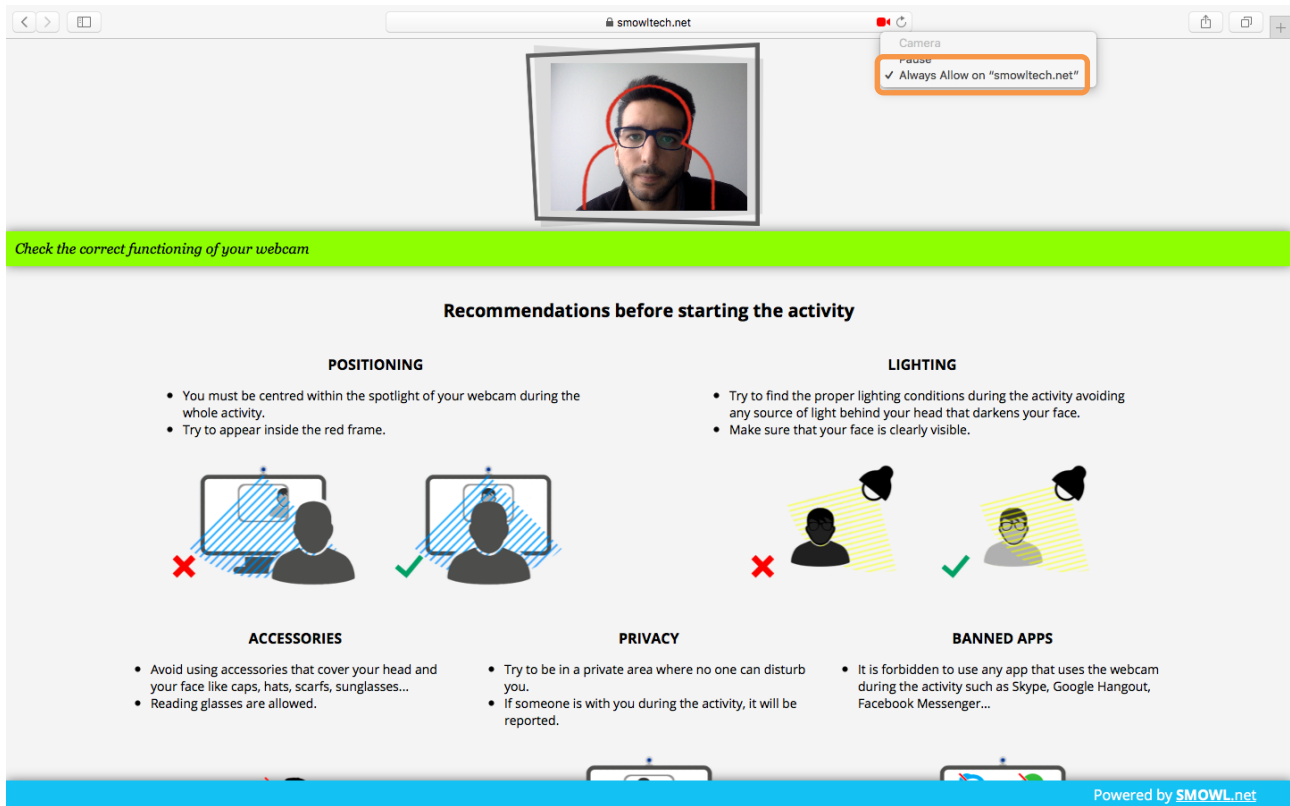 smowltech.net
Camera
Pause
✓ Always Allow on “smowltech.net”
Check the correct functioning of your webcam
Recommendations before starting the activity
POSITIONING
• You must be centred within the spotlight of your webcam during the
whole activity.
• Try to appear inside the red frame.
LIGHTING
• Try to find the proper lighting conditions during the activity avoiding
any source of light behind your head that darkens your face.
• Make sure that your face is clearly visible.
ACCESSORIES
• Avoid using accessories that cover your head and
your face like caps, hats, scarfs, sunglasses...
• Reading glasses are allowed.
PRIVACY
• Try to be in a private area where no one can disturb
you.
• If someone is with you during the activity, it will be
reported.
BANNED APPS
• It is forbidden to use any app that uses the webcam
during the activity such as Skype, Google Hangout,
Facebook Messenger...
Powered by SMOWL.net